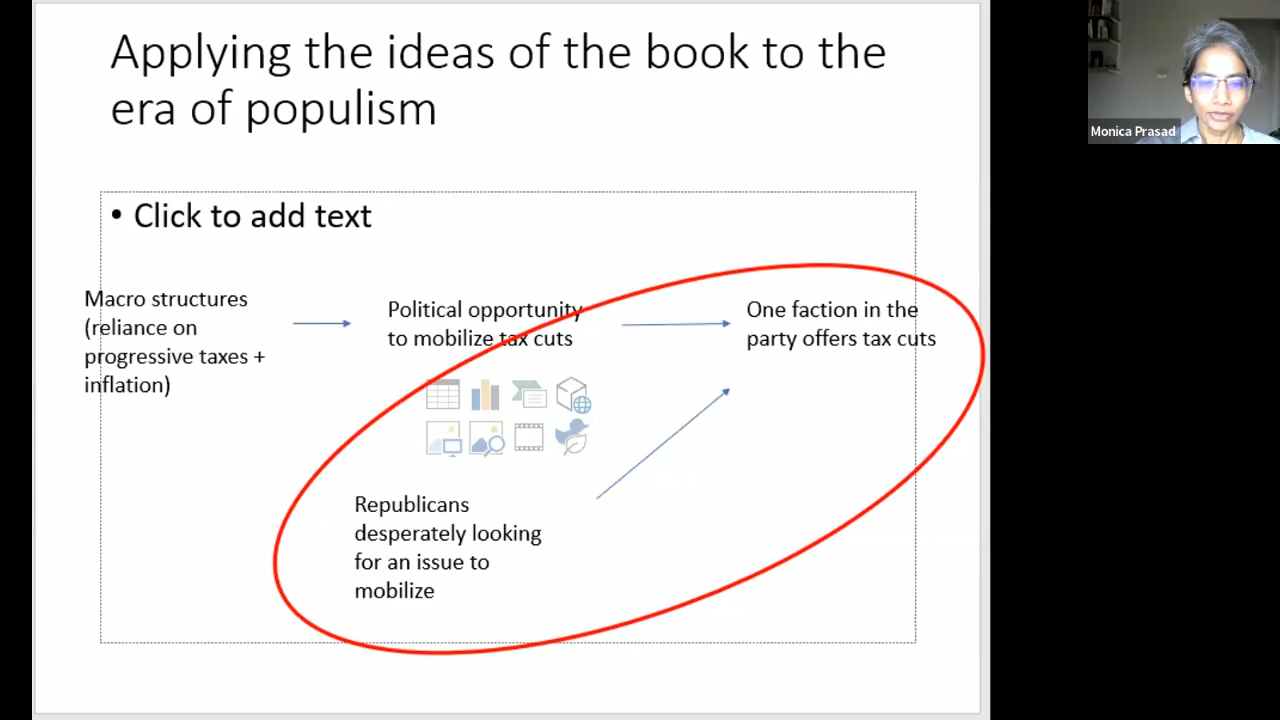 Applying the ideas of the book to the
era of populism
Monica Prasad
• Click to add text
Macro structures
(reliance on
progressive taxes +
inflation)
Political opportunity
to mobilize tax cuts
One faction in the
party offers tax cuts
Republicans
desperately looking
for an issue to
mobilize